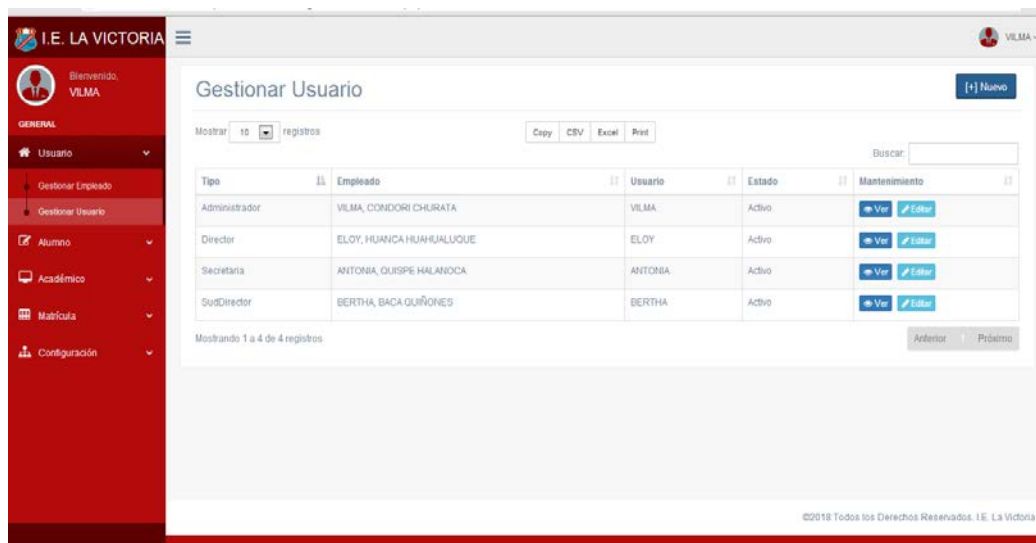 I.E. LA VICTORIA
VILMA
Bienvenido,
VILMA
GENERAL
Usuario
Gestionar Empleado
Gestionar Usuario
Alumno
Académico
Matrícula
Configuración
Gestionar Usuario
[+] Nuevo
Mostrar 10 registros
Copy CSV Excel Print
Buscar:
Tipo Empleado Usuario Estado Mantenimiento
Administrador VILMA, CONDORI CHURATA VILMA Activo Ver Editar
Director ELOY, HUANCA HUAHUALUQUE ELOY Activo Ver Editar
Secretaria ANTONIA, QUISPE HALANOCA ANTONIA Activo Ver Editar
SudDirector BERTHA, BACA QUIÑONES BERTHA Activo Ver Editar
Mostrando 1 a 4 de 4 registros
Anterior 1 Próximo
©2018 Todos los Derechos Reservados. I.E. La Victoria